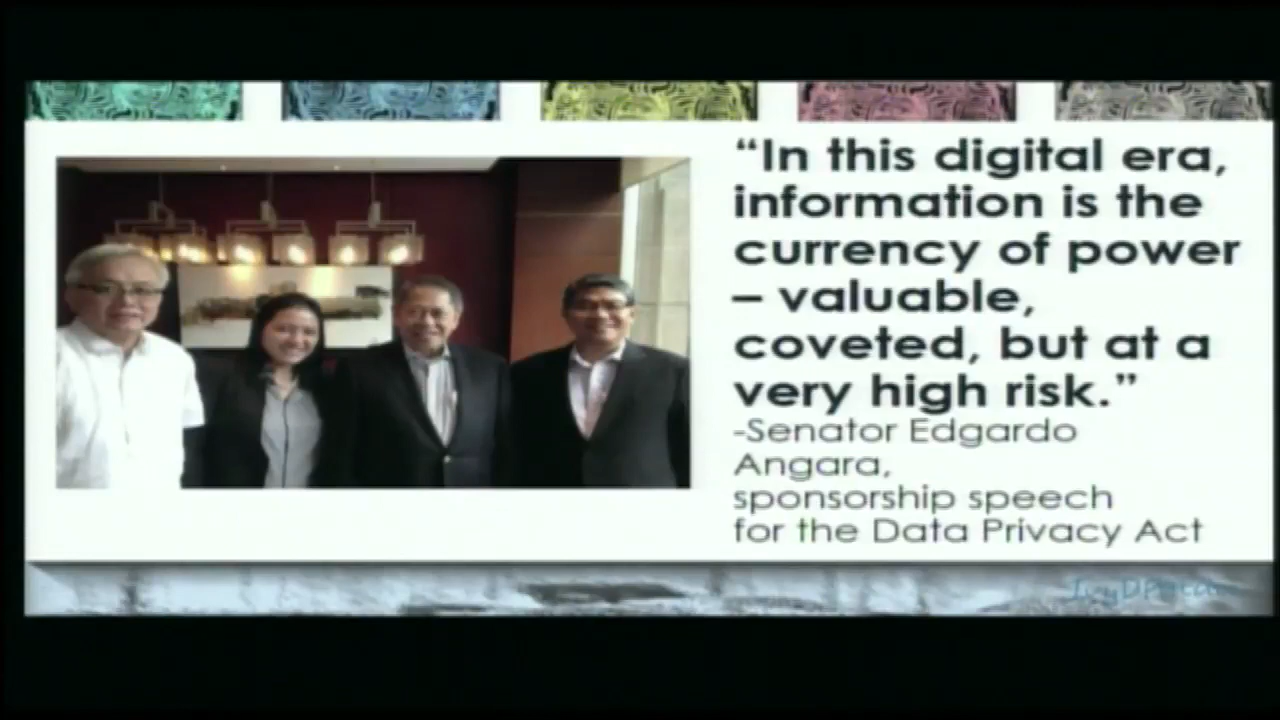 “In this digital era,
information is the
currency of power
– valuable,
coveted, but at a
very high risk.”
-Senator Edgardo
Angara,
sponsorship speech
for the Data Privacy Act